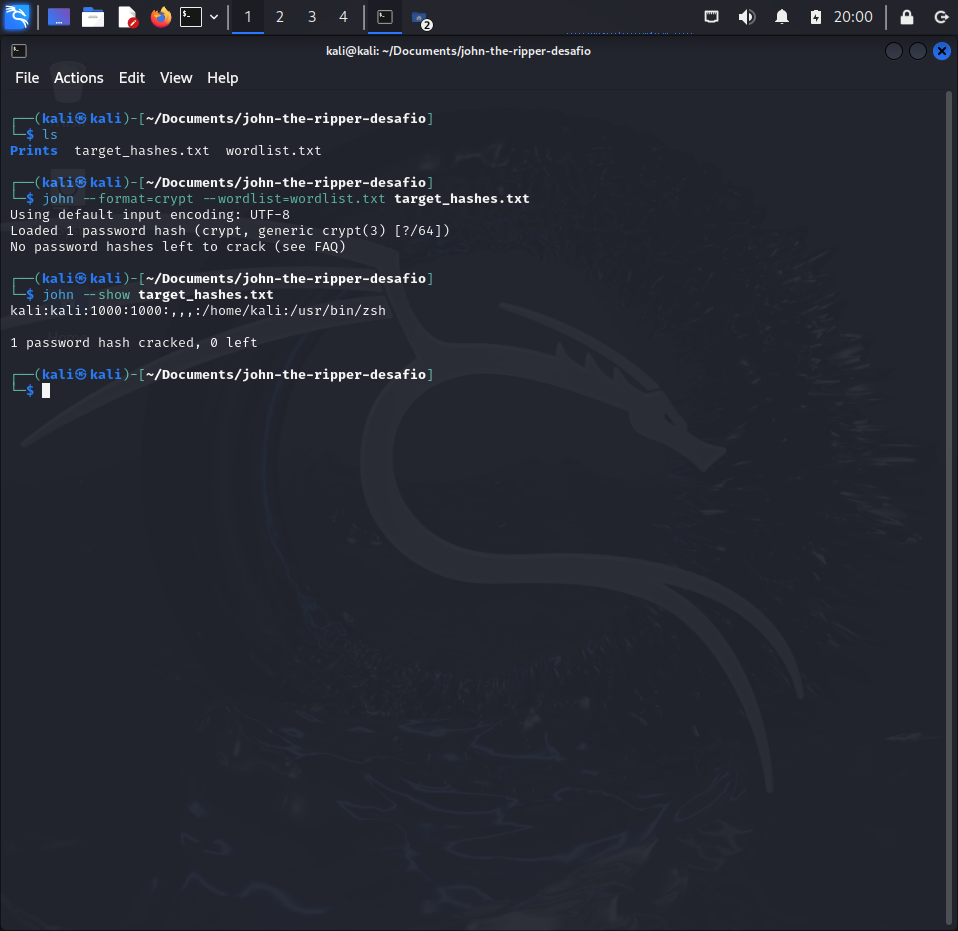 1 2 3 4 2 20:00
kali@kali: ~/Documents/john-the-ripper-desafio
File Actions Edit View Help
┌──(kali㉿kali)-[~/Documents/john-the-ripper-desafio]
└─$ ls
Prints target_hashes.txt wordlist.txt
┌──(kali㉿kali)-[~/Documents/john-the-ripper-desafio]
└─$ john --format=crypt --wordlist=wordlist.txt target_hashes.txt
Using default input encoding: UTF-8
Loaded 1 password hash (crypt, generic crypt(3) [?/64])
No password hashes left to crack (see FAQ)
┌──(kali㉿kali)-[~/Documents/john-the-ripper-desafio]
└─$ john --show target_hashes.txt
kali:kali:1000:1000:,,,:/home/kali:/usr/bin/zsh
1 password hash cracked, 0 left
┌──(kali㉿kali)-[~/Documents/john-the-ripper-desafio]
└─$